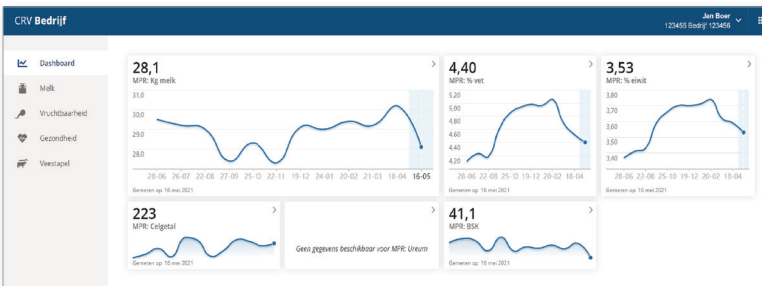 CRV Bedrijf
Jan Boer
123456 Bedrijf 123456
Dashboard
Melk
Vruchtbaarheid
Gezondheid
Veestapel
28,1
MPR: Kg melk
31,0
30,0
29,0
28,0
28-06 26-07 22-08 27-09 25-10 22-11 19-12 24-01 20-02 21-03 18-04 16-05
Gemeten op: 16 mei 2021
4,40
MPR: % vet
5,20
5,00
4,80
4,60
4,40
4,20
28-06 22-08 25-10 19-12 20-02 18-04
Gemeten op: 16 mei 2021
3,53
MPR: % eiwit
3,80
3,70
3,60
3,50
3,40
28-06 22-08 25-10 19-12 20-02 18-04
Gemeten op: 16 mei 2021
223
MPR: Celgetal
Gemeten op: 16 mei 2021
Geen gegevens beschikbaar voor MPR: Ureum
41,1
MPR: BSK
Gemeten op: 16 mei 2021